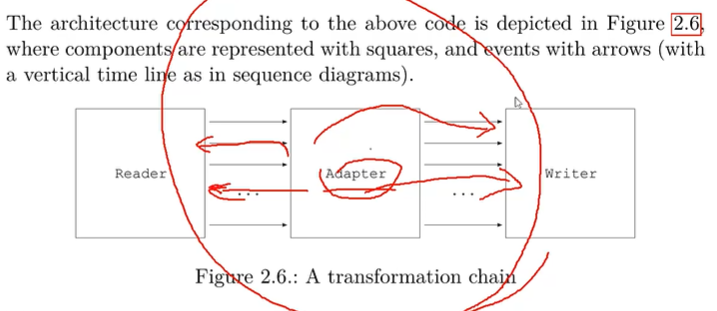 The architecture corresponding to the above code is depicted in Figure 2.6,
where components are represented with squares, and events with arrows (with
a vertical time line as in sequence diagrams).
Reader
Adapter
Writer
...
...
Figure 2.6.: A transformation chain